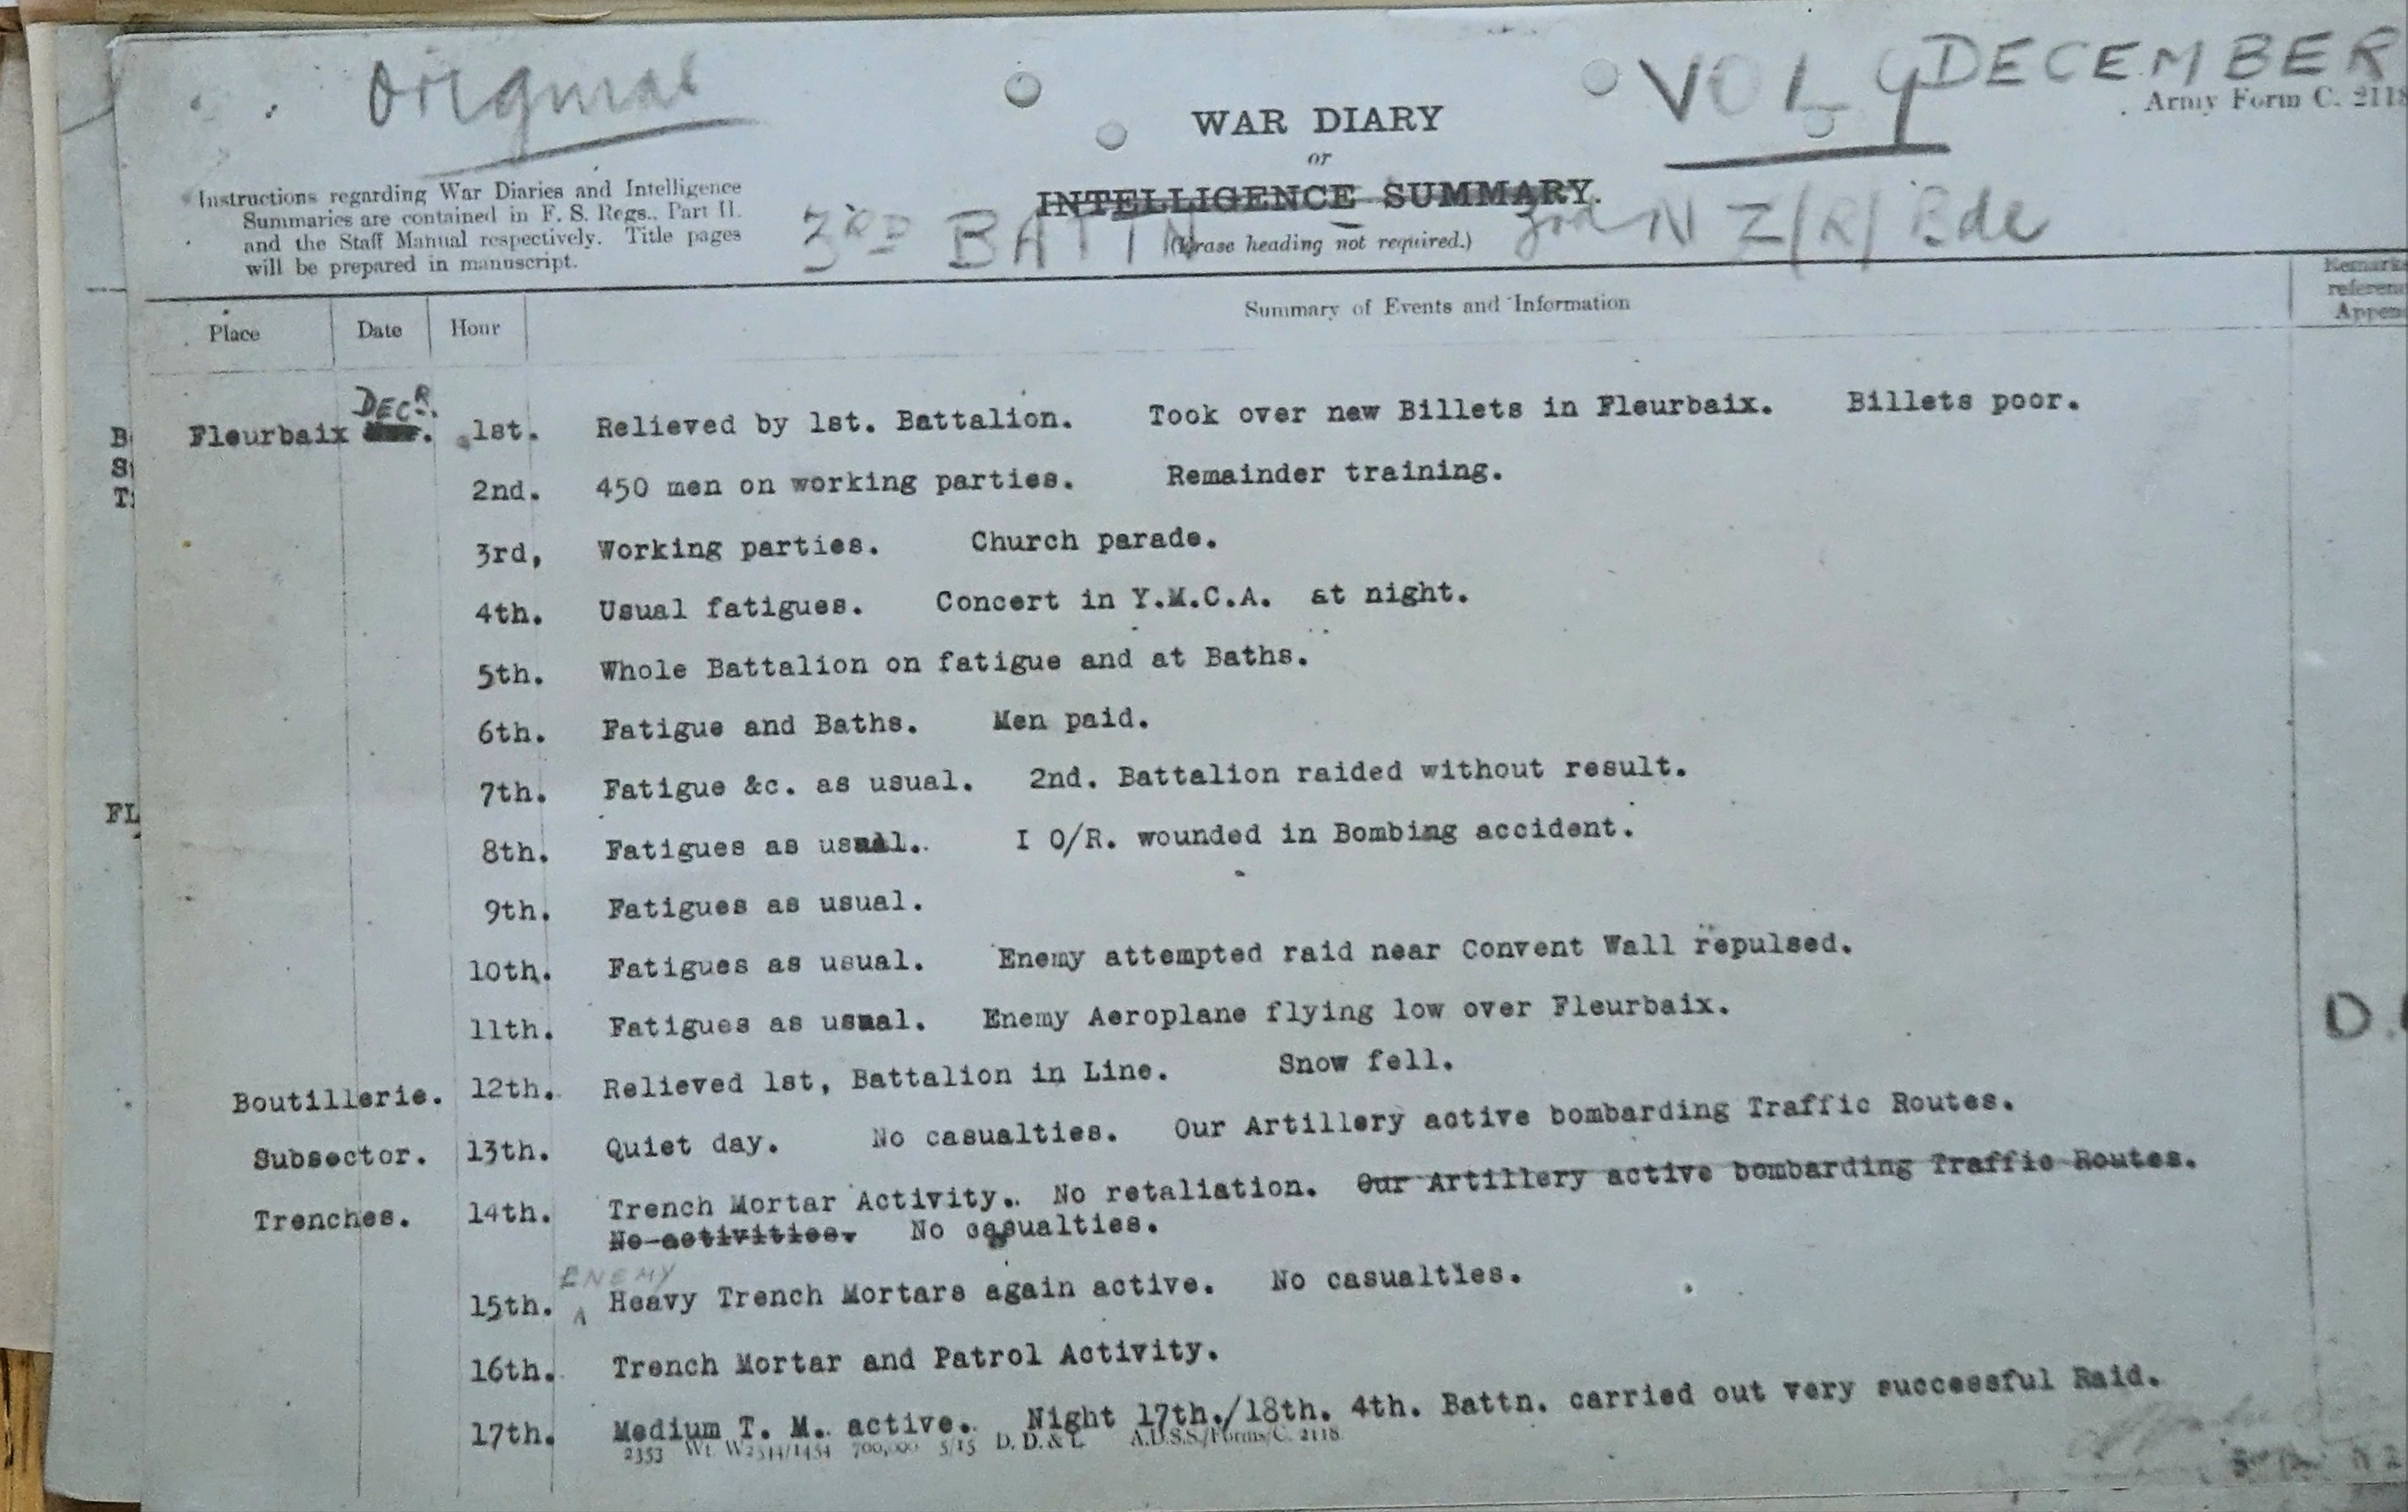 Original
VOL 9 DECEMBER
Army Form C. 2118
WAR DIARY
or
INTELLIGENCE SUMMARY.
(Erase heading not required.)
Instructions regarding War Diaries and Intelligence
Summaries are contained in F. S. Regs., Part II.
and the Staff Manual respectively. Title pages
will be prepared in manuscript.
3RD BATTN 3rd N Z/R/Bde
Place Date Hour Summary of Events and Information
Fleurbaix DECR. 1st. Relieved by 1st. Battalion. Took over new Billets in Fleurbaix. Billets poor.
2nd. 450 men on working parties. Remainder training.
3rd, Working parties. Church parade.
4th. Usual fatigues. Concert in Y.M.C.A. at night.
5th. Whole Battalion on fatigue and at Baths.
6th. Fatigue and Baths. Men paid.
7th. Fatigue &c. as usual. 2nd. Battalion raided without result.
8th. Fatigues as usual. I O/R. wounded in Bombing accident.
9th. Fatigues as usual.
10th. Fatigues as usual. Enemy attempted raid near Convent Wall repulsed.
11th. Fatigues as usual. Enemy Aeroplane flying low over Fleurbaix.
Boutillerie. 12th. Relieved 1st, Battalion in Line. Snow fell.
Subsector. 13th. Quiet day. No casualties. Our Artillery active bombarding Traffic Routes.
Trenches. 14th. Trench Mortar Activity. No retaliation. Our Artillery active bombarding Traffic Routes.
No activities. No casualties.
ENEMY
15th. Heavy Trench Mortars again active. No casualties.
16th. Trench Mortar and Patrol Activity.
17th. Medium T. M. active. Night 17th./18th. 4th. Battn. carried out very successful Raid.
2353 Wt. W2544/1454 700,000 5/15 D. D. & L. A.D.S.S./Forms/C. 2118